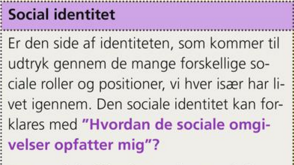 Social identitet
Er den side af identiteten, som kommer til
udtryk gennem de mange forskellige so-
ciale roller og positioner, vi hver især har li-
vet igennem. Den sociale identitet kan for-
klares med ”Hvordan de sociale omgi-
velser opfatter mig”?